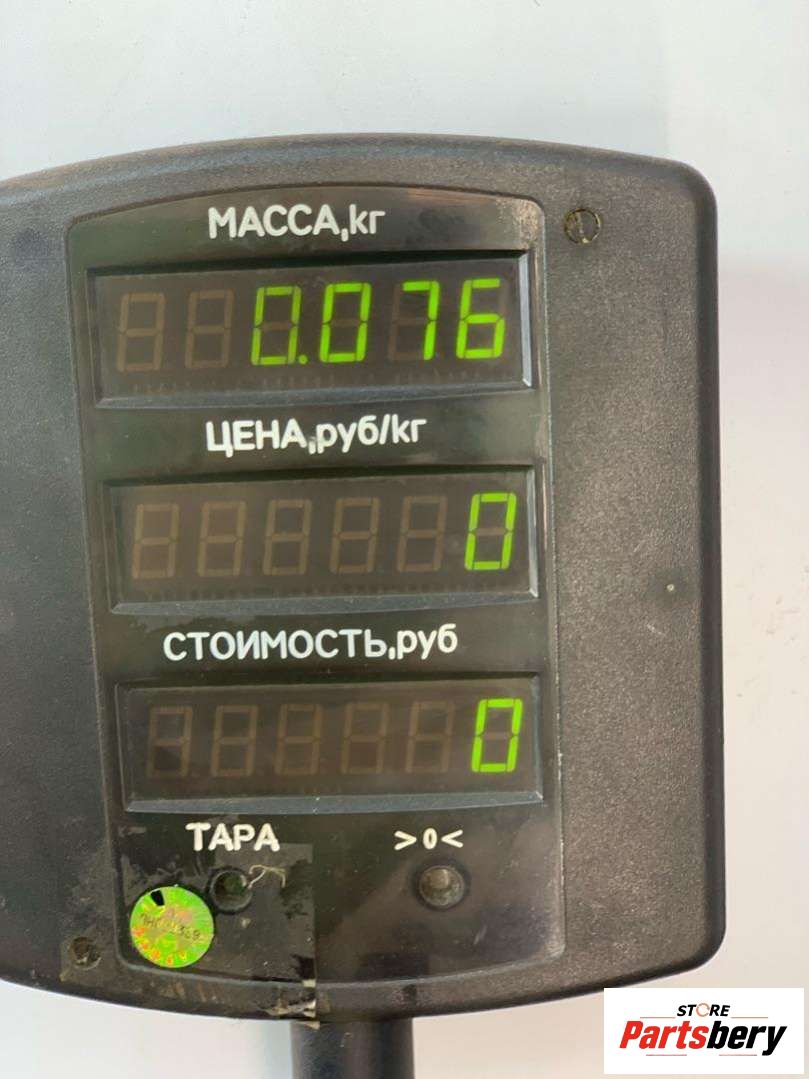 МАССА,кг
0.076
ЦЕНА,руб/кг
0
СТОИМОСТЬ,руб
0
ТАРА >0<
STORE
Partsbery